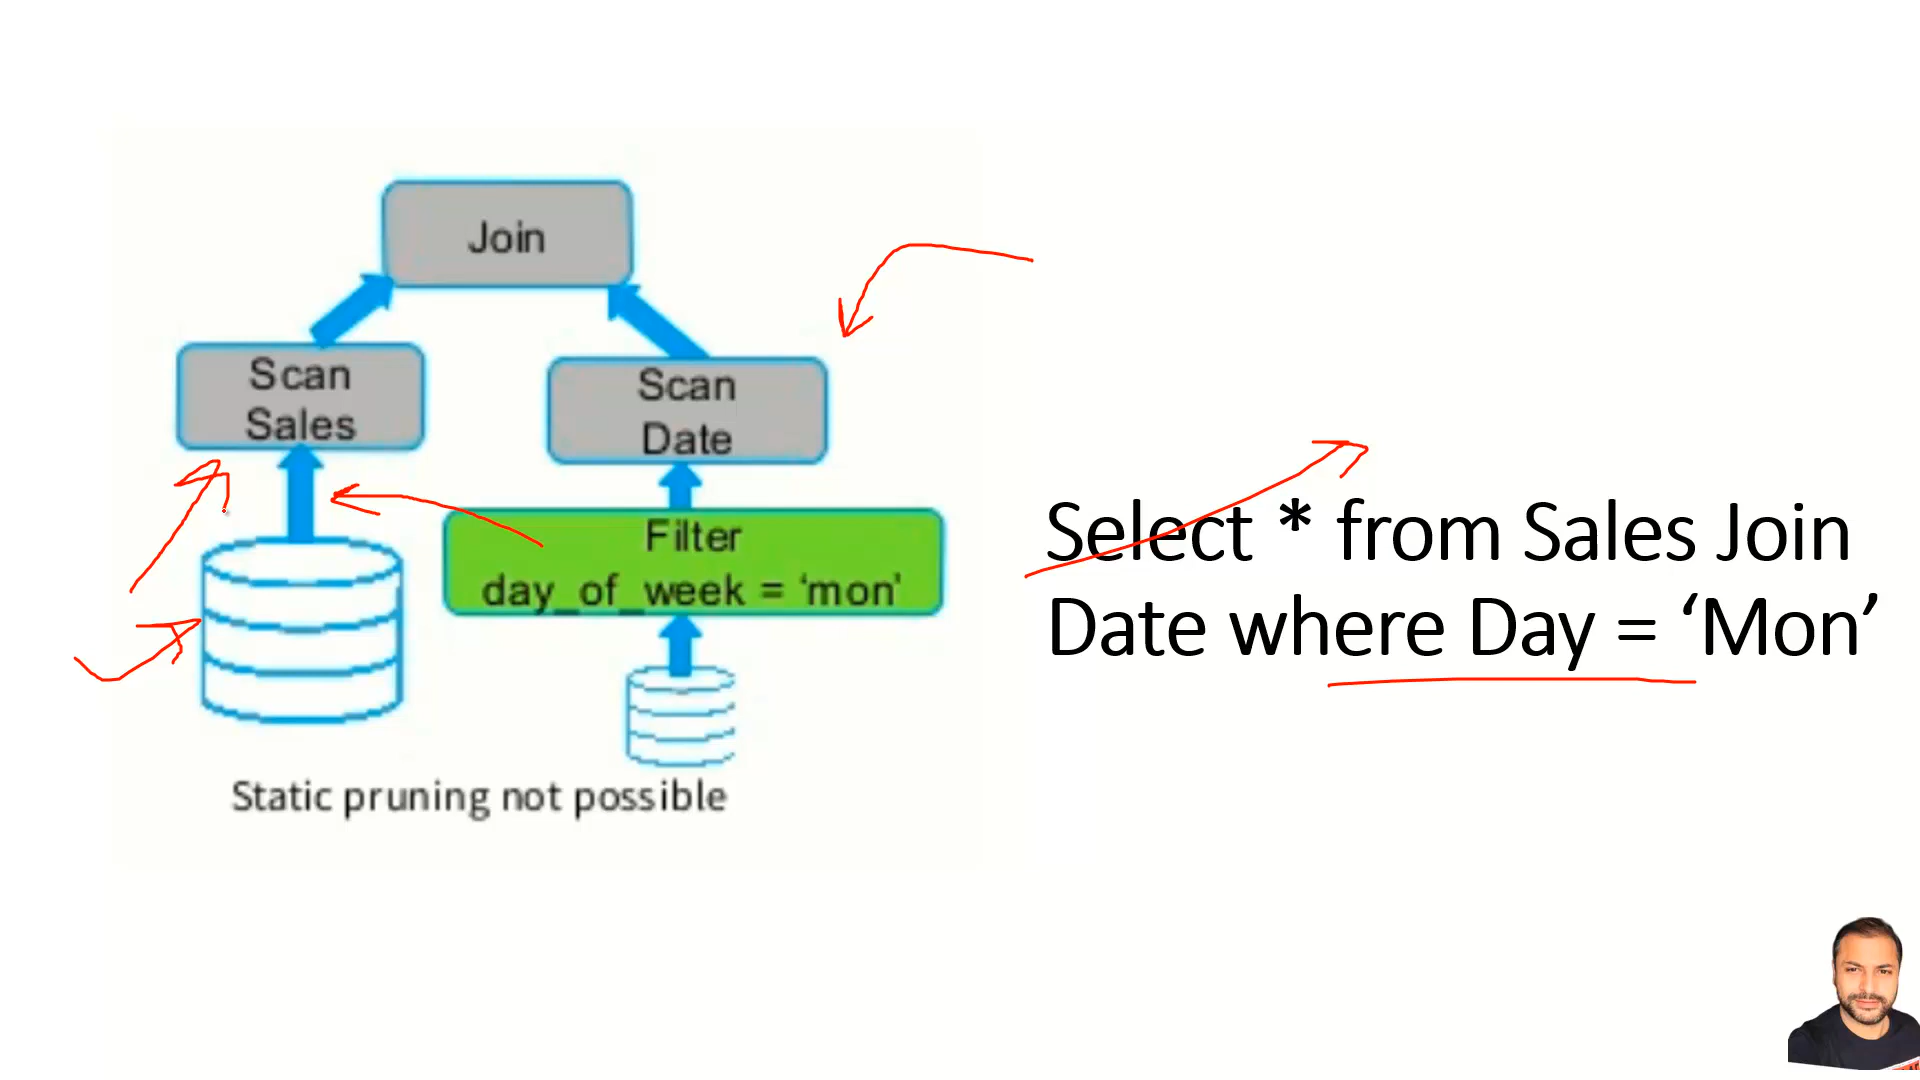 Join
Scan
Sales
Scan
Date
Filter
day_of_week = ‘mon’
Static pruning not possible
Select * from Sales Join
Date where Day = ‘Mon’